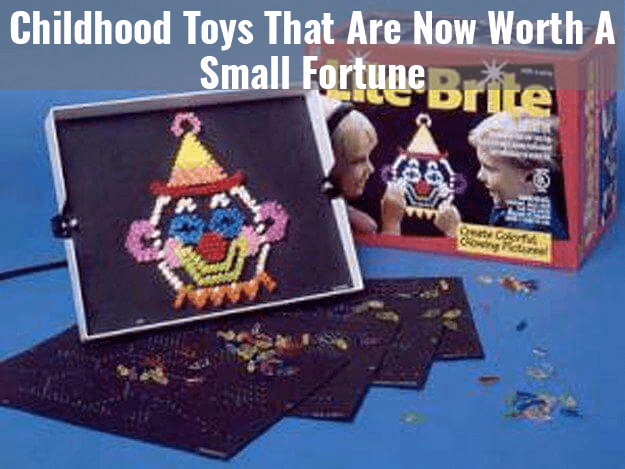 Childhood Toys That Are Now Worth A
Small Fortune
Lite-Brite
Create Colorful,
Glowing Pictures!